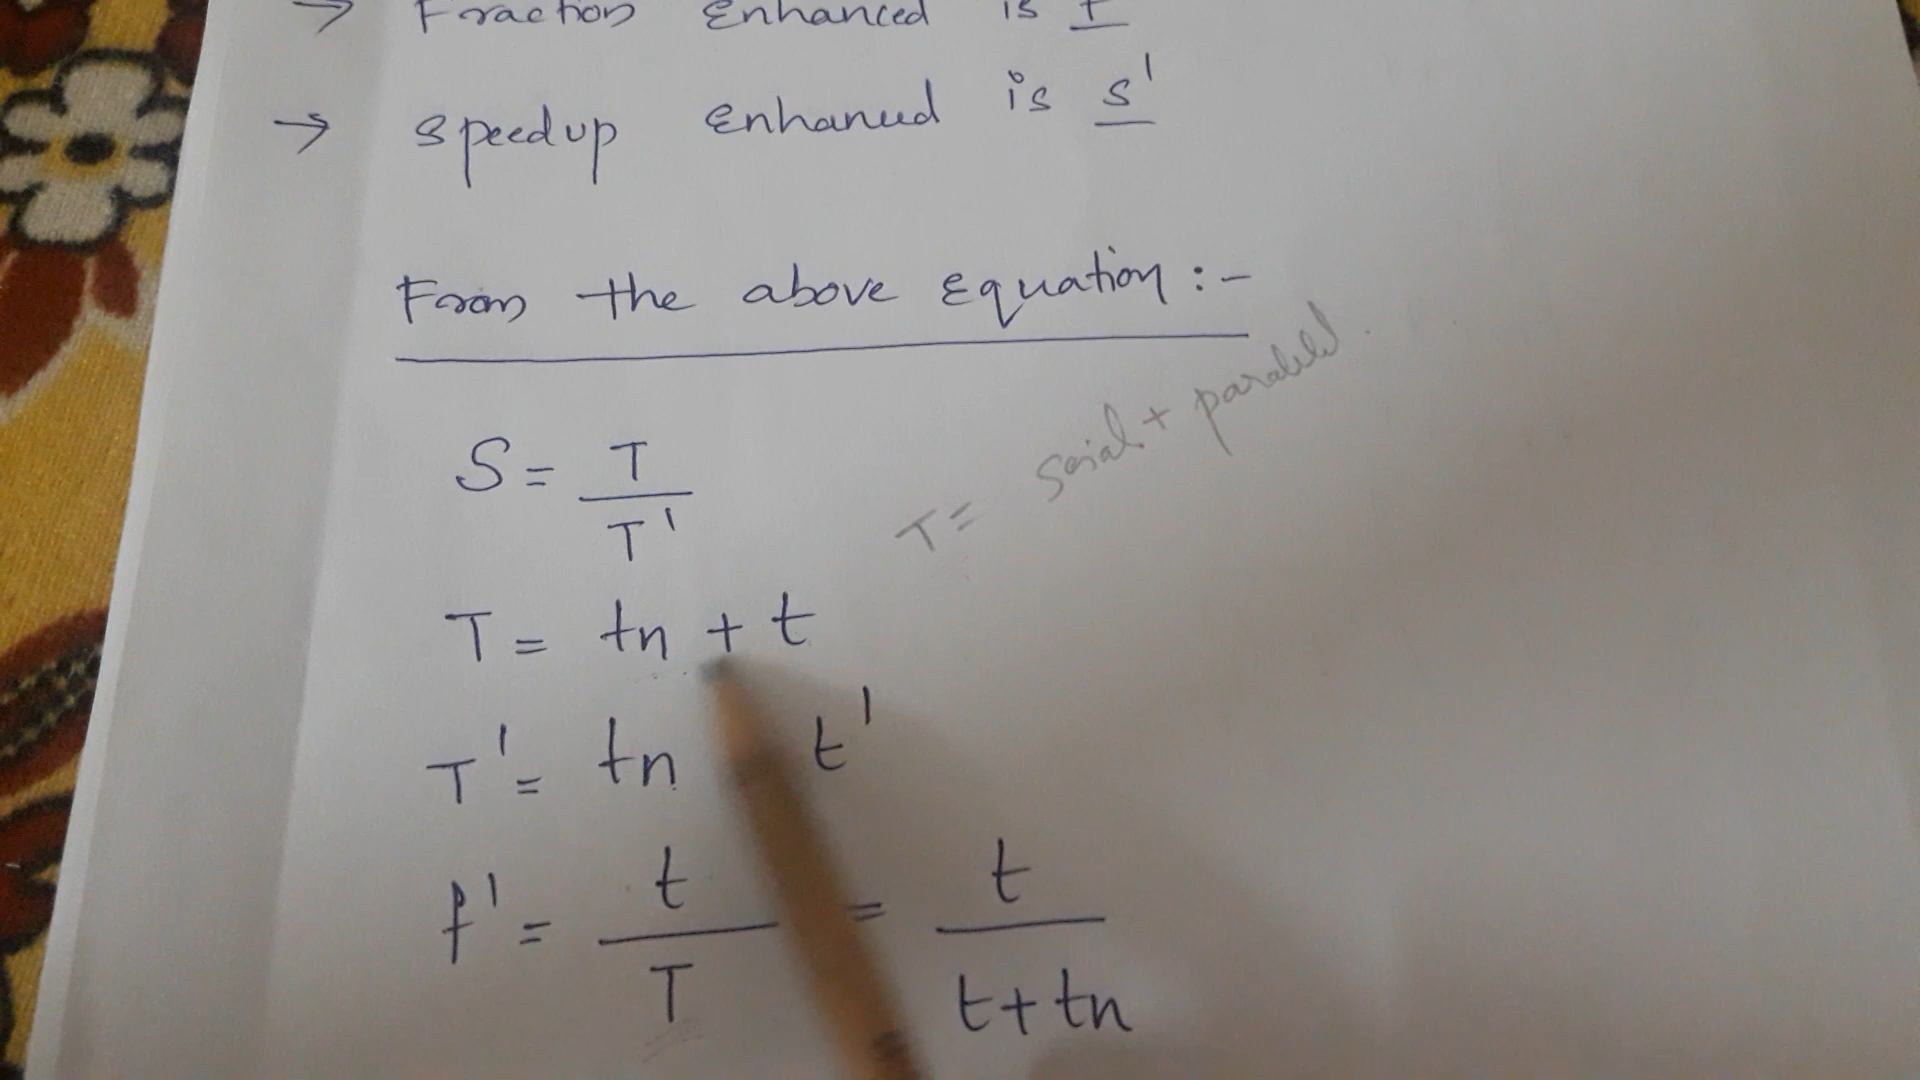 → Fraction Enhanced is f
→ speedup Enhanced is s'
From the above Equation :-
T = serial + parallel.
S = T / T'
T = tn + t
T' = tn t'
f' = t / T = t / t + tn